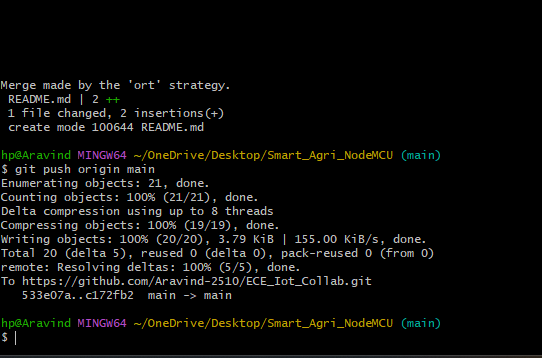 Merge made by the 'ort' strategy.
 README.md | 2 ++
 1 file changed, 2 insertions(+)
 create mode 100644 README.md
hp@Aravind MINGW64 ~/OneDrive/Desktop/Smart_Agri_NodeMCU (main)
$ git push origin main
Enumerating objects: 21, done.
Counting objects: 100% (21/21), done.
Delta compression using up to 8 threads
Compressing objects: 100% (19/19), done.
Writing objects: 100% (20/20), 3.79 KiB | 155.00 KiB/s, done.
Total 20 (delta 5), reused 0 (delta 0), pack-reused 0 (from 0)
remote: Resolving deltas: 100% (5/5), done.
To https://github.com/Aravind-2510/ECE_Iot_Collab.git
   533e07a..c172fb2  main -> main
hp@Aravind MINGW64 ~/OneDrive/Desktop/Smart_Agri_NodeMCU (main)
$